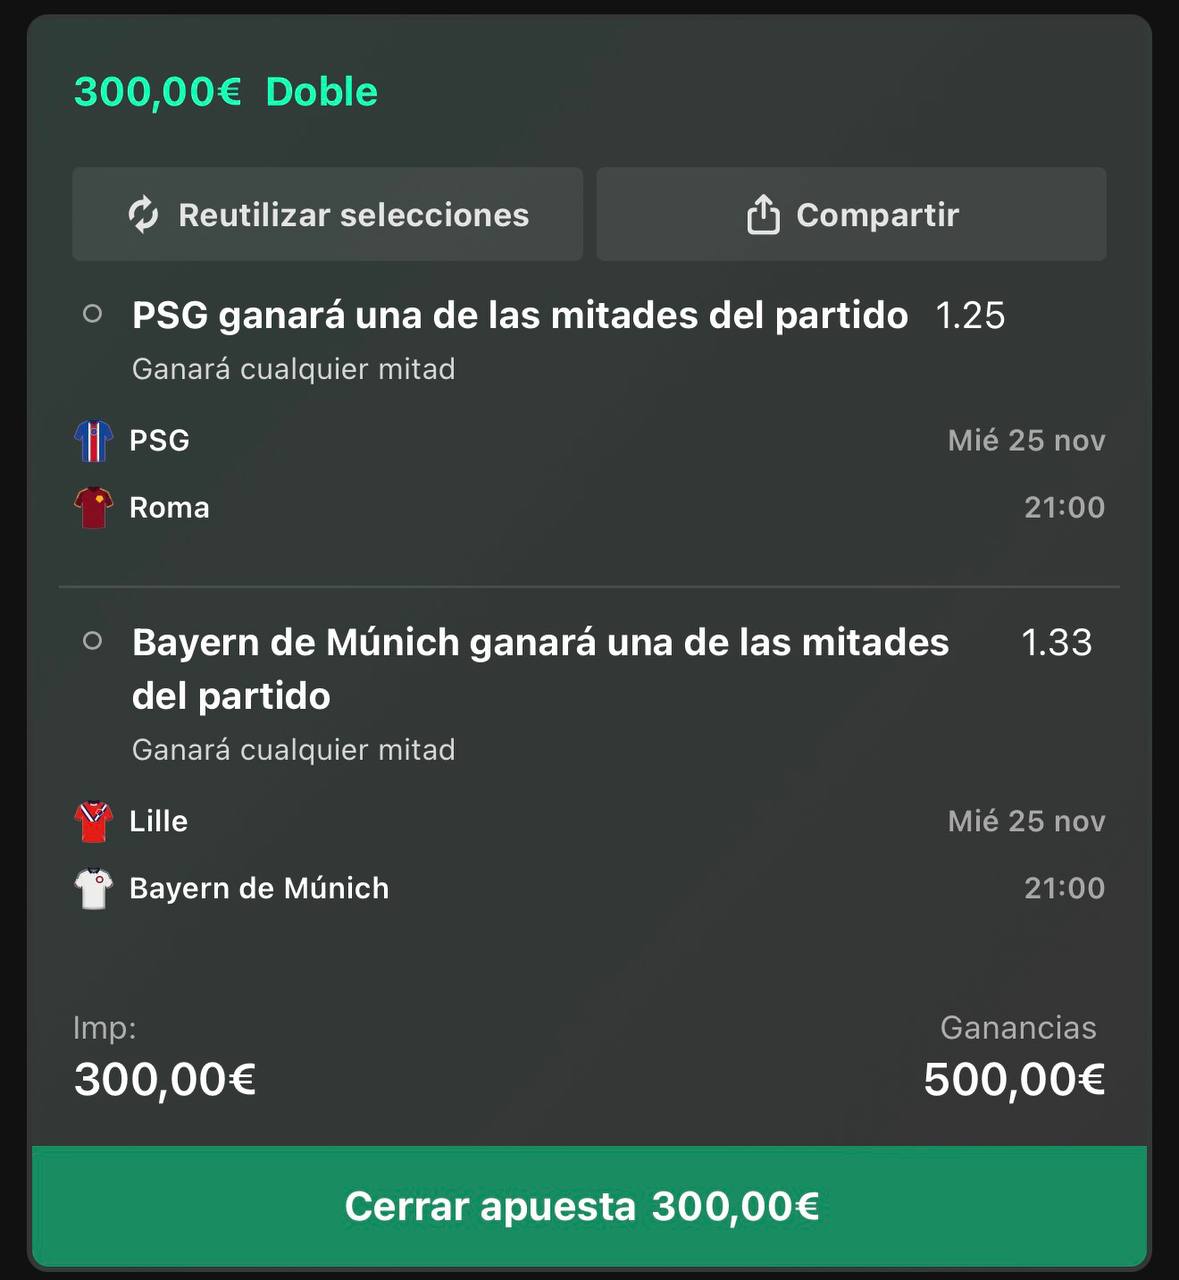 300,00€ Doble
Reutilizar selecciones
Compartir
PSG ganará una de las mitades del partido 1.25
Ganará cualquier mitad
PSG
Mié 25 nov
Roma
21:00
Bayern de Múnich ganará una de las mitades 1.33
del partido
Ganará cualquier mitad
Lille
Mié 25 nov
Bayern de Múnich
21:00
Imp:
Ganancias
300,00€
500,00€
Cerrar apuesta 300,00€